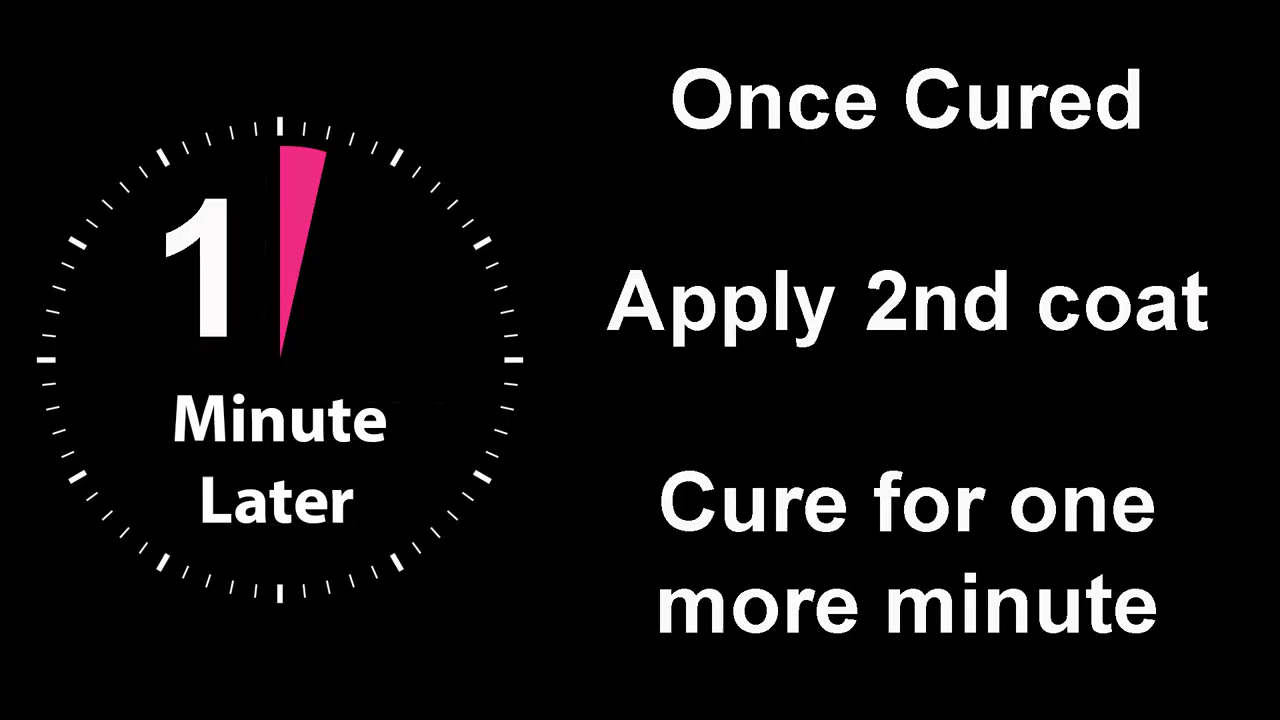 1
Minute
Later
Once Cured
Apply 2nd coat
Cure for one
more minute